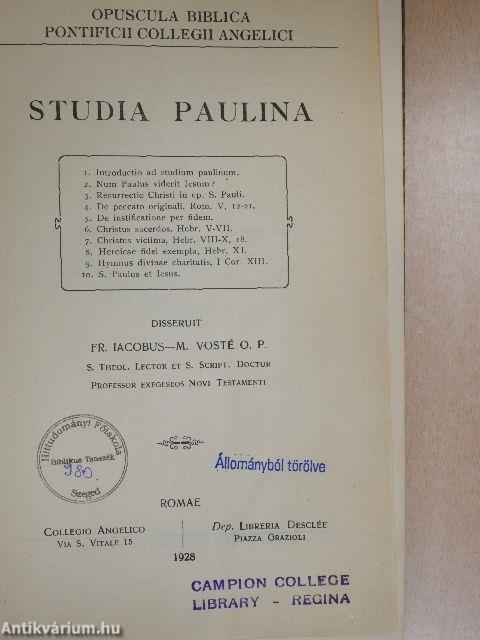 OPUSCULA BIBLICA
PONTIFICII COLLEGII ANGELICI
STUDIA PAULINA
1. Introductio ad studium paulinum.
2. Num Paulus viderit Iesum?
3. Resurrectio Christi in ep. S. Pauli.
4. De peccato originali, Rom. V, 12-21.
5. De iustificatione per fidem.
6. Christus sacerdos, Hebr. V-VII.
7. Christus victima, Hebr. VIII-X, 18.
8. Heroicae fidei exempla, Hebr. XI.
9. Hymnus divinae charitatis, I Cor. XIII.
10. S. Paulus et Iesus.
DISSERUIT
FR. IACOBUS—M. VOSTÉ O. P.
S. THEOL. LECTOR ET S. SCRIPT. DOCTOR
PROFESSOR EXEGESEOS NOVI TESTAMENTI
Hittudományi Főiskola
Biblikus Tanszék
980.
Szeged
Állományból törölve
ROMAE
COLLEGIO ANGELICO
VIA S. VITALE 15
Dep. LIBRERIA DESCLÉE
PIAZZA GRAZIOLI
1928
CAMPION COLLEGE
LIBRARY - REGINA
Antikvárium.hu